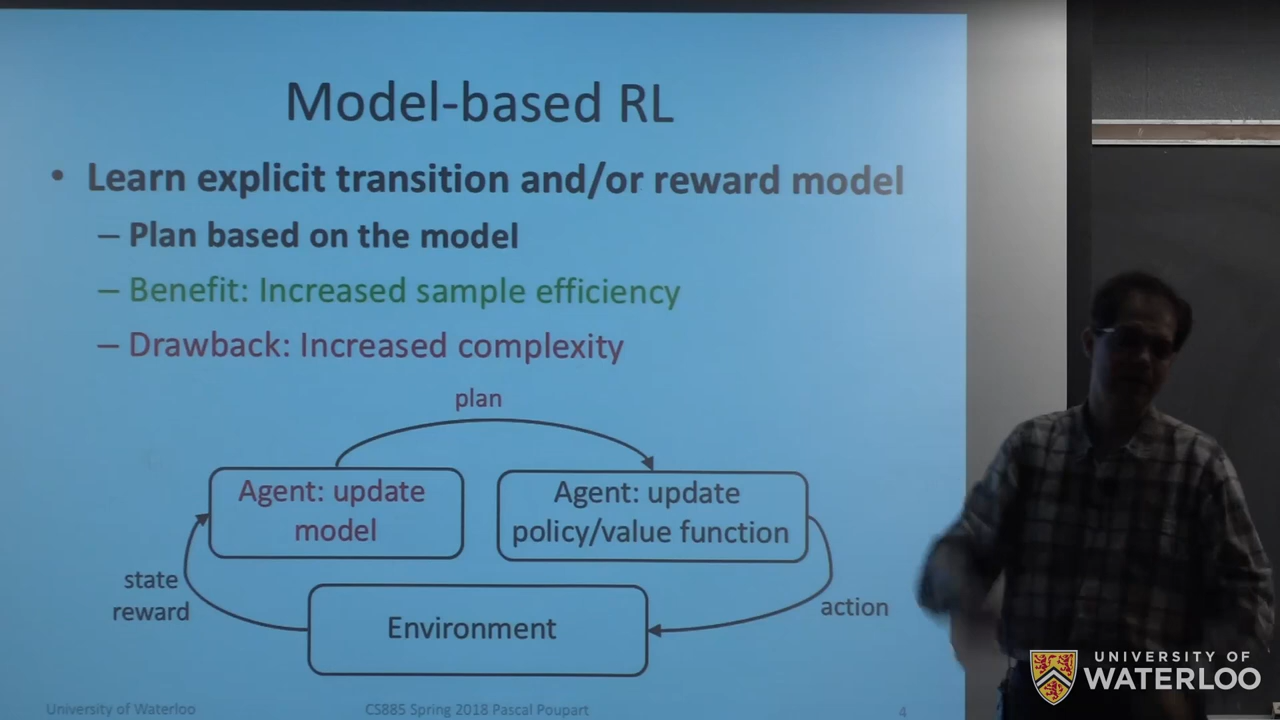 Model-based RL
• Learn explicit transition and/or reward model
– Plan based on the model
– Benefit: Increased sample efficiency
– Drawback: Increased complexity
plan
Agent: update
model
Agent: update
policy/value function
state
reward
action
Environment
University of Waterloo
CS885 Spring 2018 Pascal Poupart
4
UNIVERSITY OF
WATERLOO